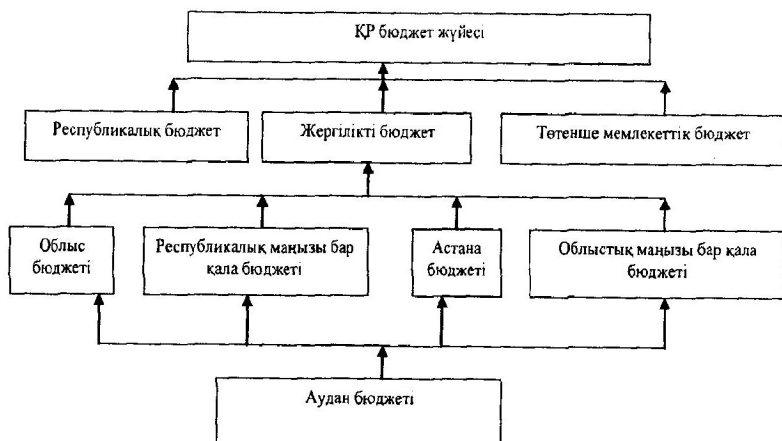 ҚР бюджет жүйесі
Республикалық бюджет
Жергілікті бюджет
Төтенше мемлекеттік бюджет
Облыс
бюджеті
Республикалық маңызы бар
қала бюджеті
Астана
бюджеті
Облыстық маңызы бар қала
бюджеті
Аудан бюджеті